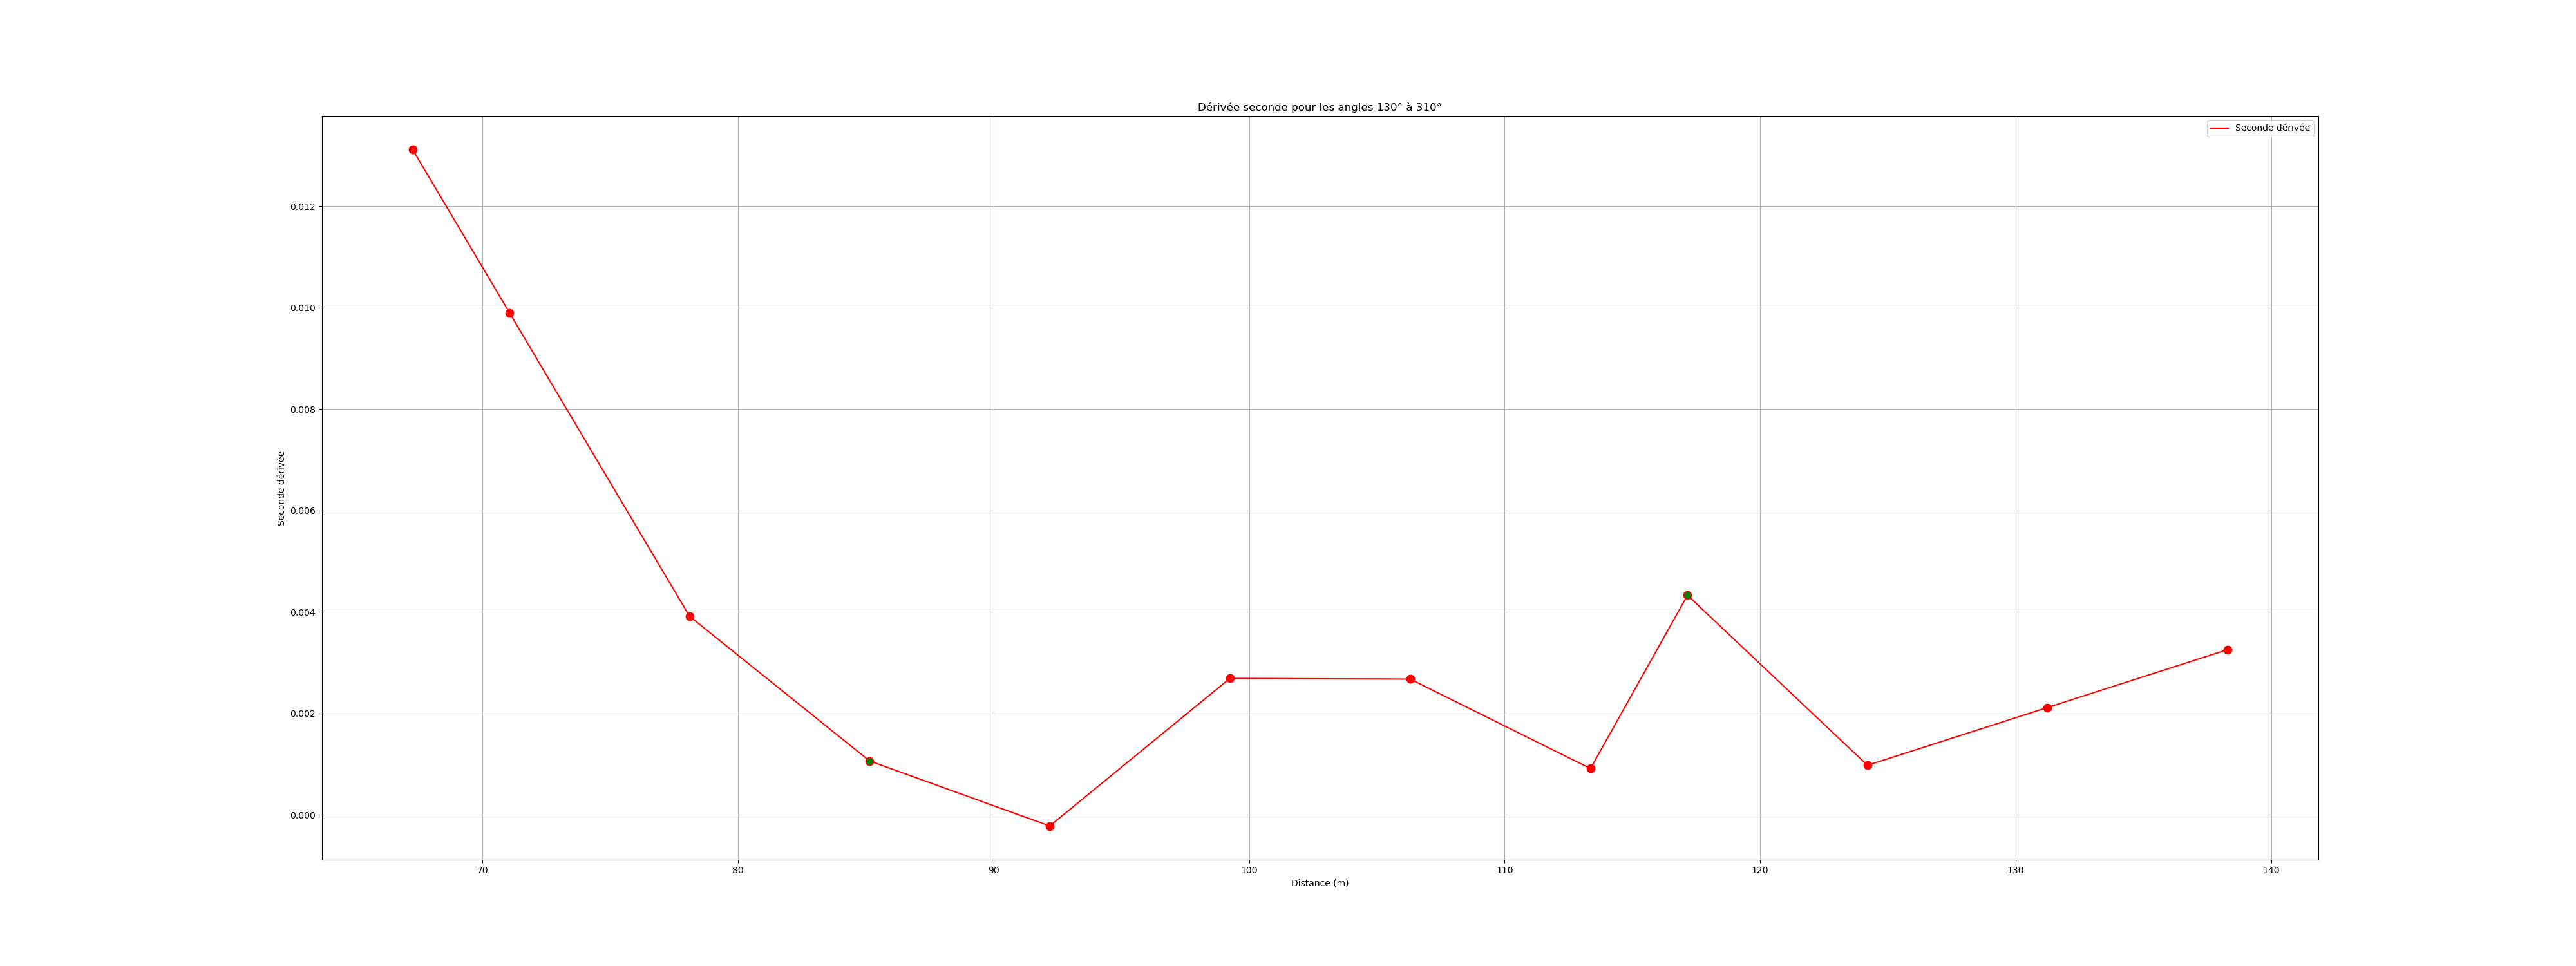 Dérivée seconde pour les angles 130° à 310°
Seconde dérivée
Seconde dérivée
0.012
0.010
0.008
0.006
0.004
0.002
0.000
70 80 90 100 110 120 130 140
Distance (m)